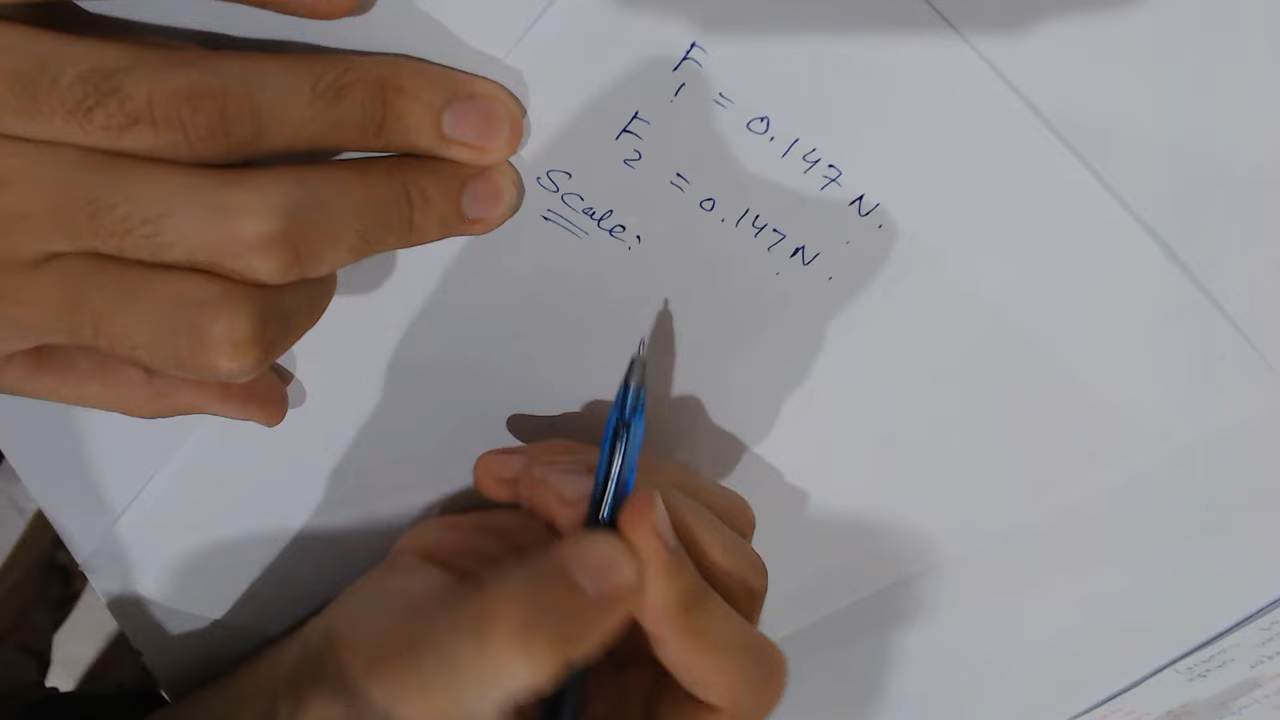 F₁ = 0.147 N.
F₂ = 0.147 N.
Scale: